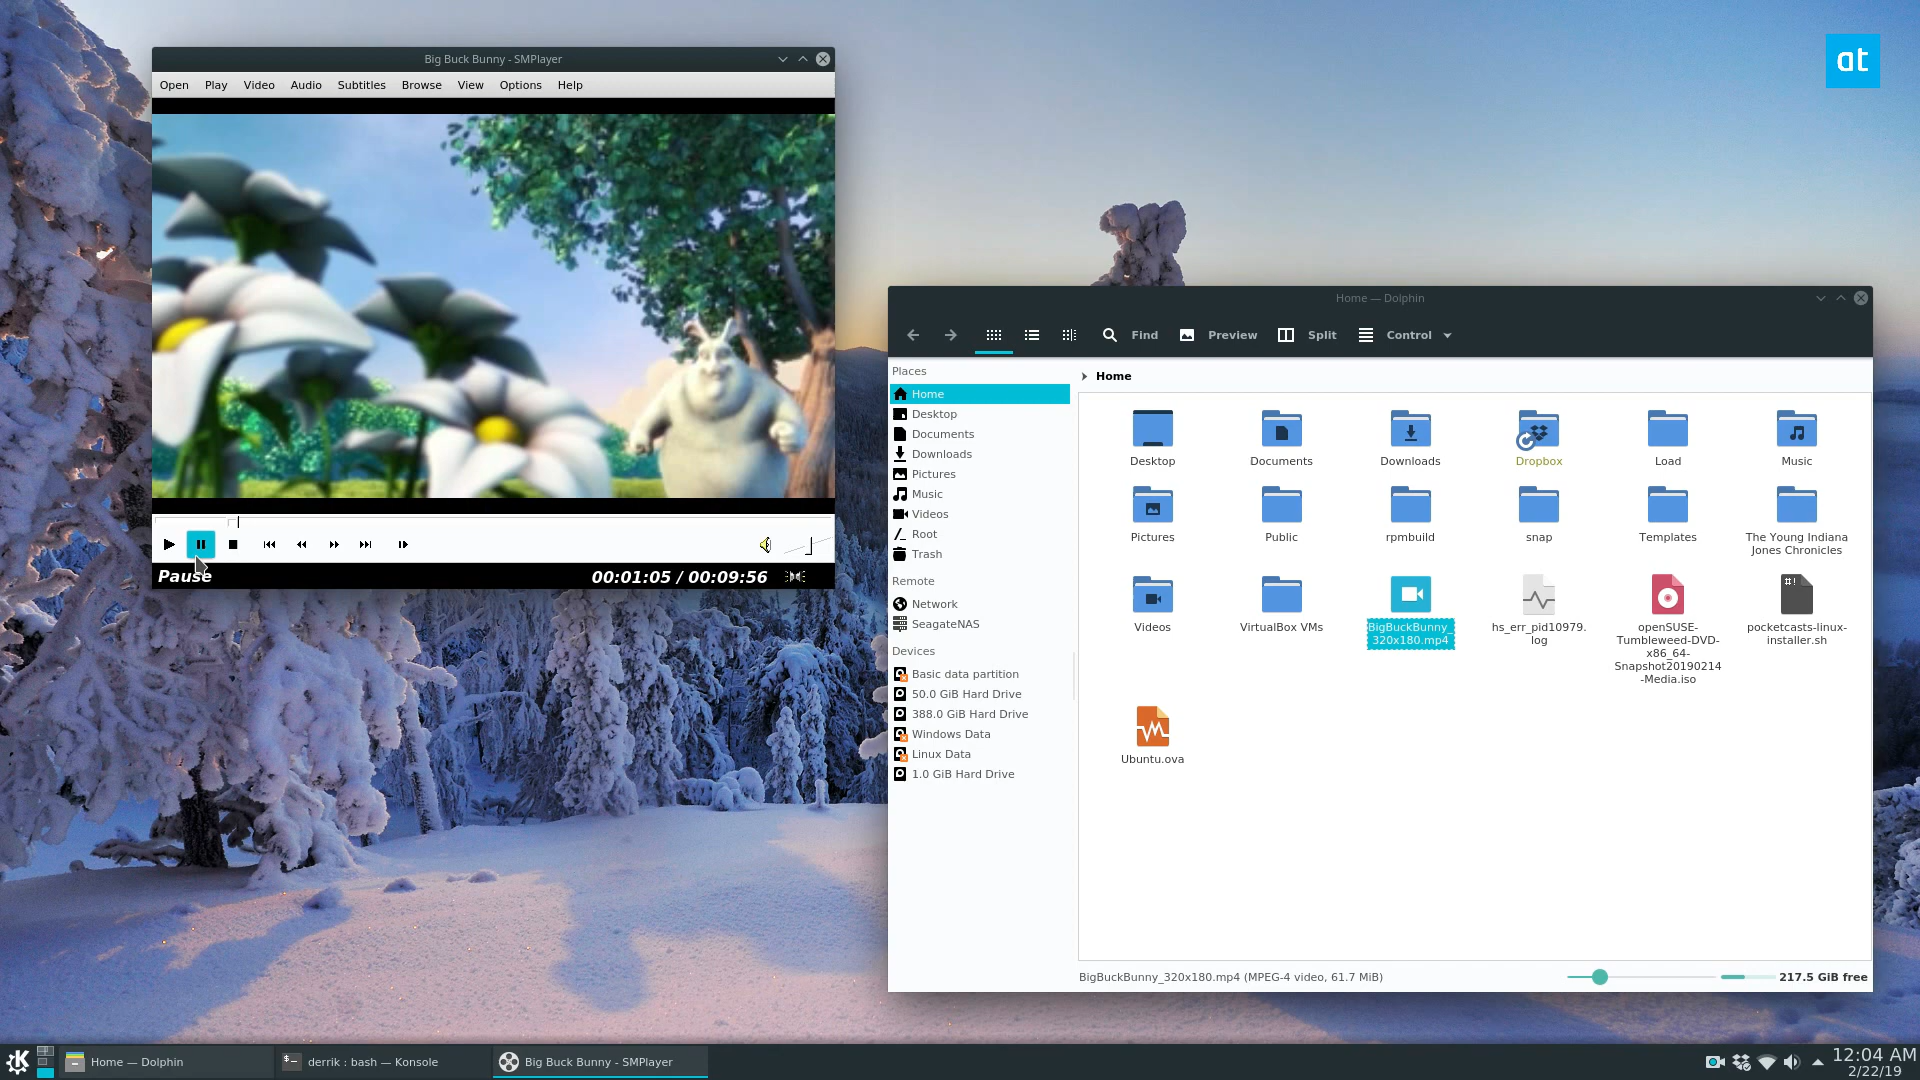 at
Big Buck Bunny - SMPlayer
Open Play Video Audio Subtitles Browse View Options Help
Pause 00:01:05 / 00:09:56
Home — Dolphin
Find Preview Split Control
Places
Home
Desktop
Documents
Downloads
Pictures
Music
Videos
Root
Trash
Remote
Network
SeagateNAS
Devices
Basic data partition
50.0 GiB Hard Drive
388.0 GiB Hard Drive
Windows Data
Linux Data
1.0 GiB Hard Drive
Home
Desktop Documents Downloads Dropbox Load Music
Pictures Public rpmbuild snap Templates The Young Indiana
Jones Chronicles
Videos VirtualBox VMs BigBuckBunny_
320x180.mp4
hs_err_pid10979.
log
openSUSE-
Tumbleweed-DVD-
x86_64-
Snapshot20190214
-Media.iso
#!
pocketcasts-linux-
installer.sh
Ubuntu.ova
BigBuckBunny_320x180.mp4 (MPEG-4 video, 61.7 MiB) 217.5 GiB free
Home — Dolphin derrik : bash — Konsole Big Buck Bunny - SMPlayer 12:04 AM
2/22/19